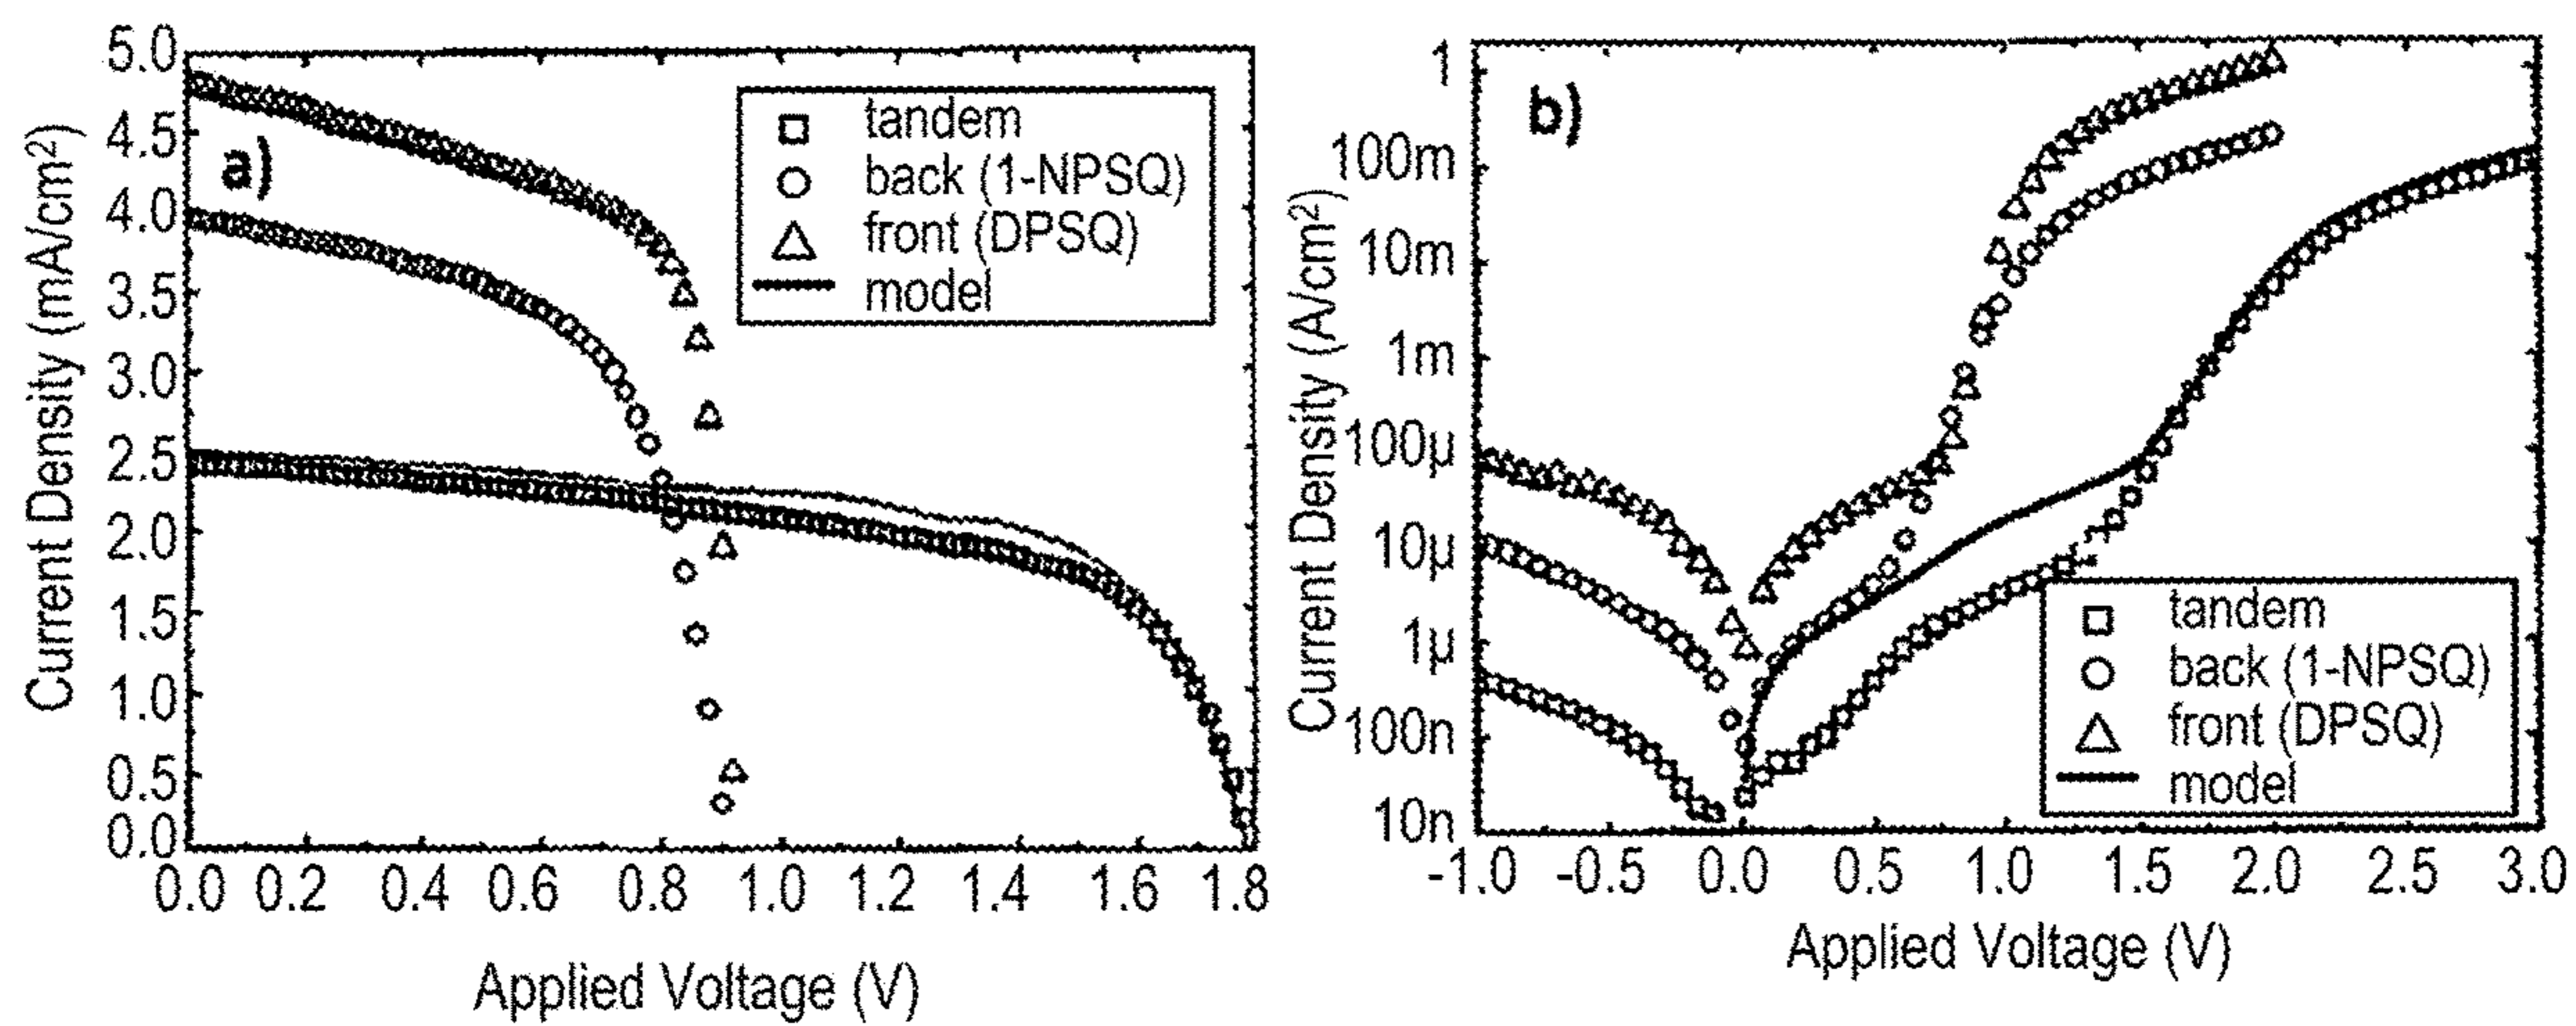 a)
Current Density (mA/cm²)
5.0
4.5
4.0
3.5
3.0
2.5
2.0
1.5
1.0
0.5
0.0
tandem
back (1-NPSQ)
front (DPSQ)
model
0.0 0.2 0.4 0.6 0.8 1.0 1.2 1.4 1.6 1.8
Applied Voltage (V)
b)
Current Density (A/cm²)
1
100m
10m
1m
100µ
10µ
1µ
100n
10n
tandem
back (1-NPSQ)
front (DPSQ)
model
-1.0 -0.5 0.0 0.5 1.0 1.5 2.0 2.5 3.0
Applied Voltage (V)